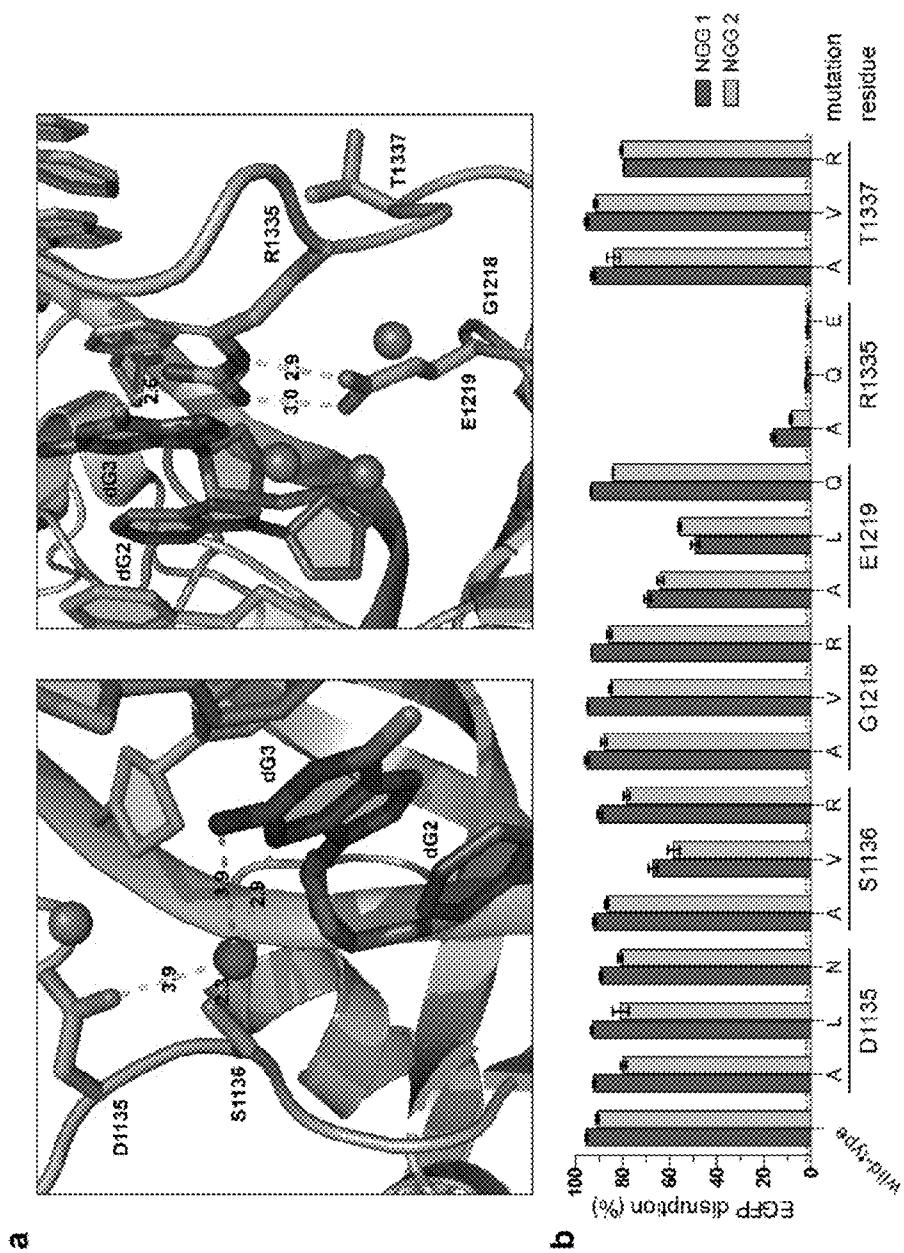 a
D1135
S1136
3.9
3.9
2.9
dG3
dG2
dG2
dG3
2.6
3.0
2.9
R1335
T1337
E1219
G1218
b
EGFP disruption (%)
100
80
60
40
20
0
NGG 1
NGG 2
wild-type
A L N A V R A V R A L Q A Q E A V R mutation
D1135 S1136 G1218 E1219 R1335 T1337 residue